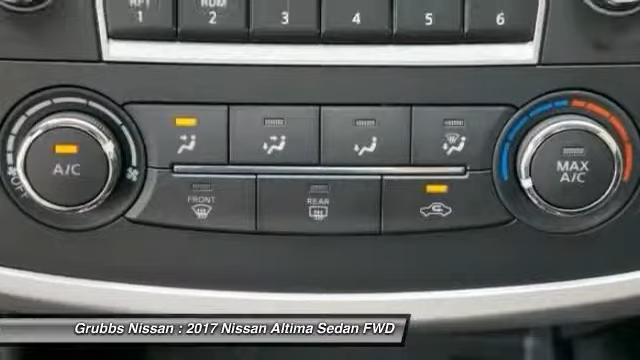 RPT RDM
1 2 3 4 5 6
A/C
OFF
MAX
A/C
FRONT
REAR
Grubbs Nissan : 2017 Nissan Altima Sedan FWD